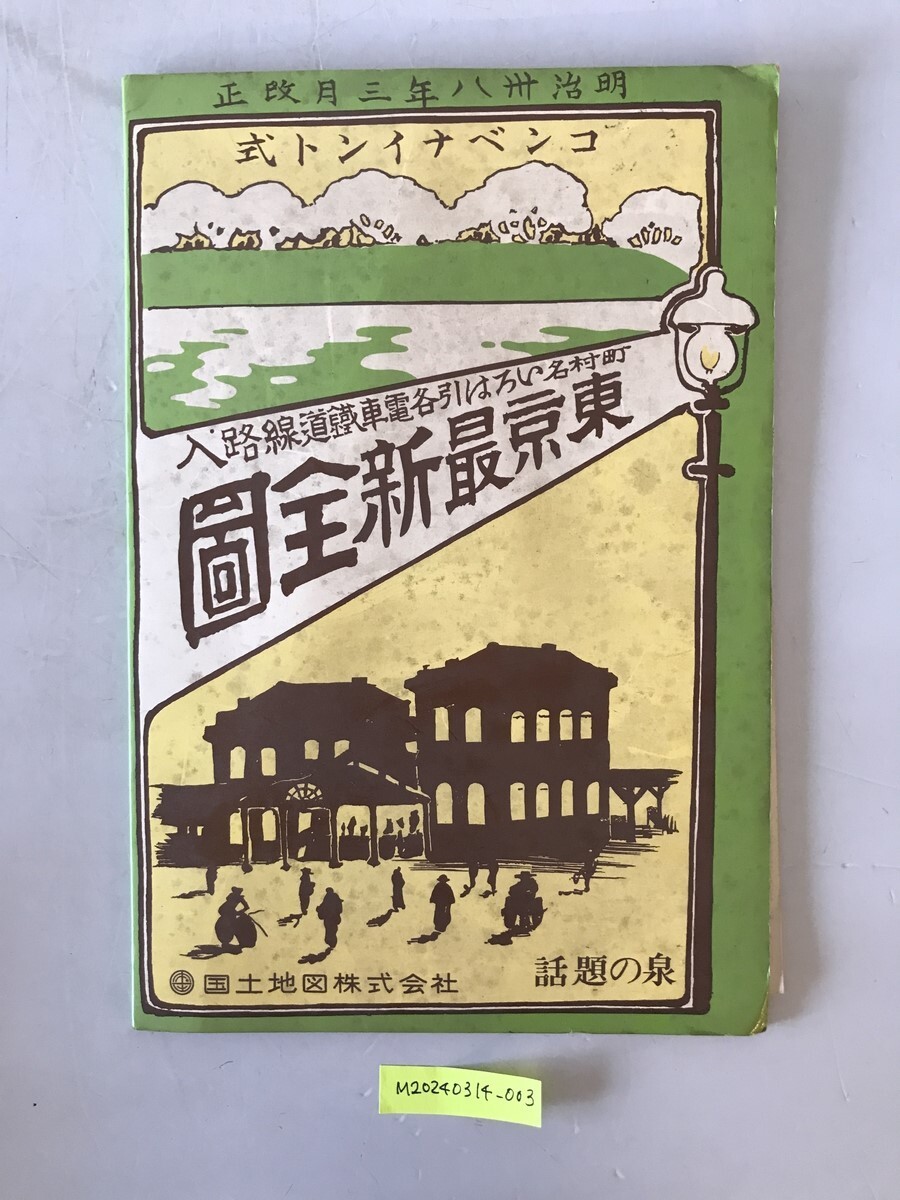 明治卅八年三月改正
コンベナイント式
町村名いろは引各電車鐵道線路入
東京最新全圖
国土地図株式会社
話題の泉
M20240314-003